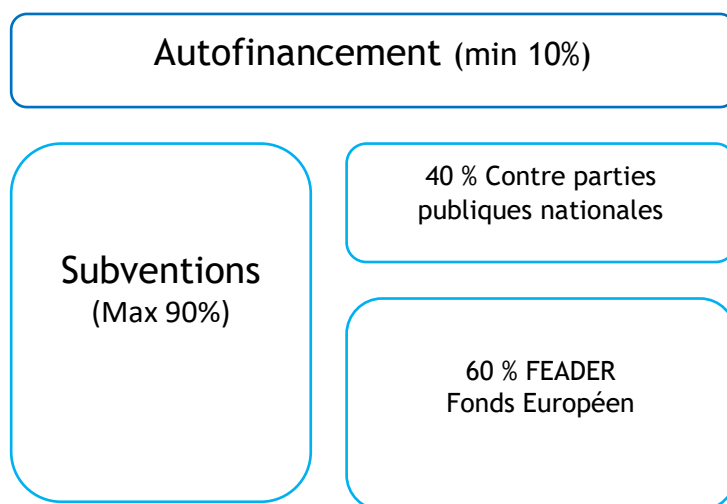 Autofinancement (min 10%)
Subventions
(Max 90%)
40 % Contre parties
publiques nationales
60 % FEADER
Fonds Européen